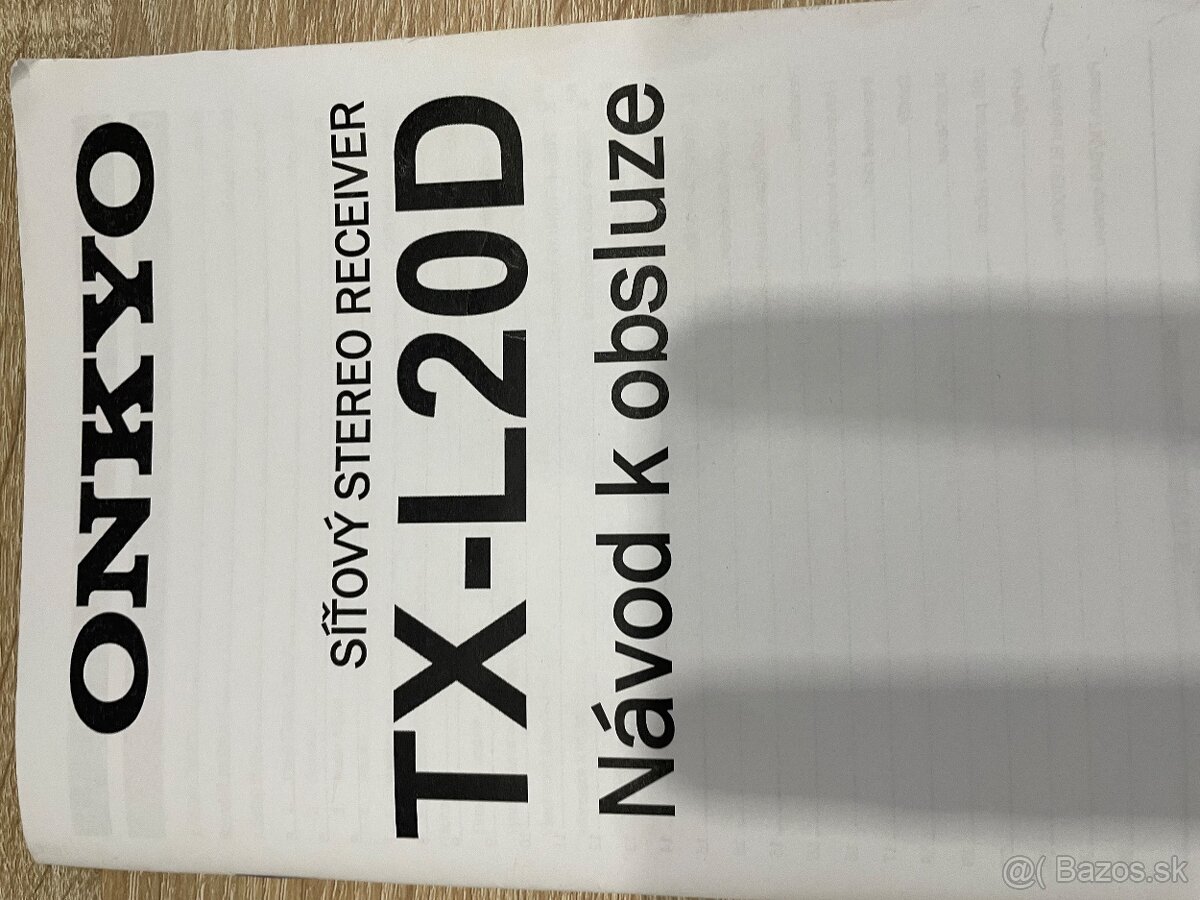 ONKYO
SÍŤOVÝ STEREO RECEIVER
TX-L20D
Návod k obsluze
@( Bazos.sk